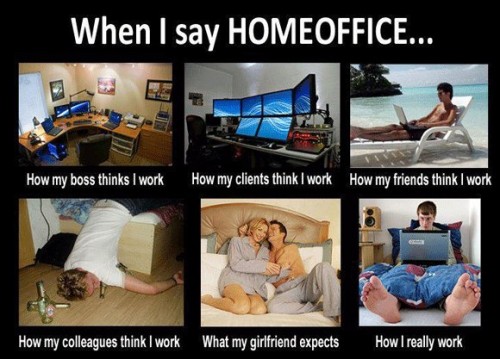 When I say HOMEOFFICE...
How my boss thinks I work
How my clients think I work
How my friends think I work
How my colleagues think I work
What my girlfriend expects
How I really work